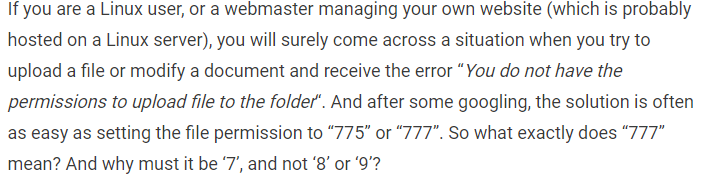 If you are a Linux user, or a webmaster managing your own website (which is probably
hosted on a Linux server), you will surely come across a situation when you try to
upload a file or modify a document and receive the error “You do not have the
permissions to upload file to the folder“. And after some googling, the solution is often
as easy as setting the file permission to “775” or “777”. So what exactly does “777”
mean? And why must it be ‘7’, and not ‘8’ or ‘9’?